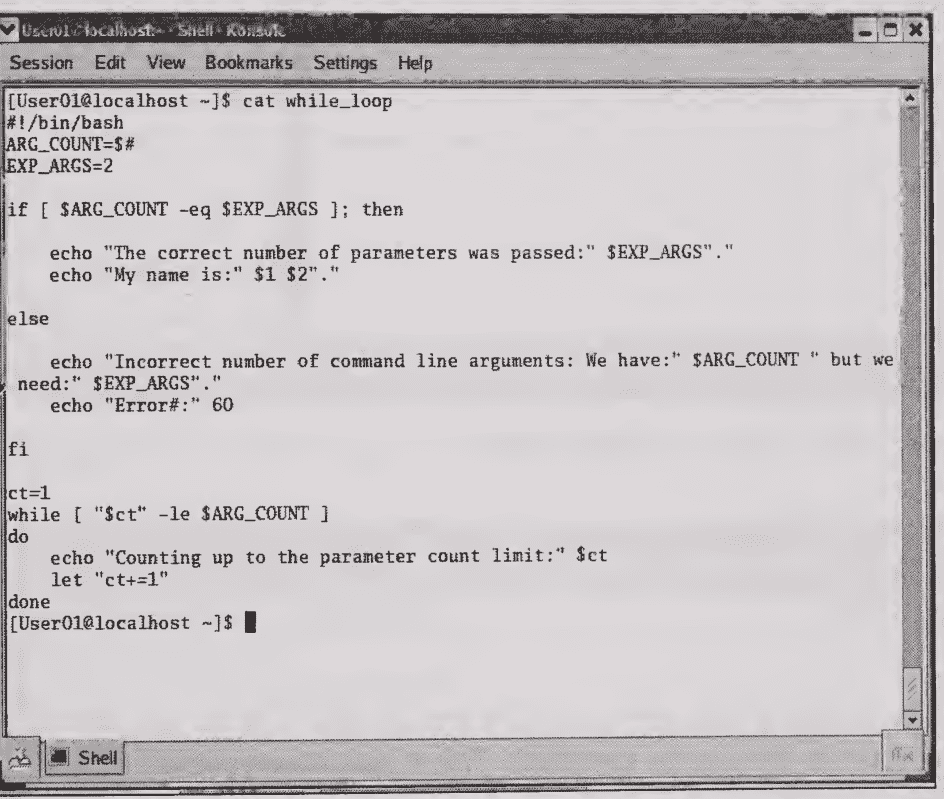 User01@localhost:~ - Shell - Konsole
Session Edit View Bookmarks Settings Help
[User01@localhost ~]$ cat while_loop
#!/bin/bash
ARG_COUNT=$#
EXP_ARGS=2
if [ $ARG_COUNT -eq $EXP_ARGS ]; then
echo "The correct number of parameters was passed:" $EXP_ARGS"."
echo "My name is:" $1 $2"."
else
echo "Incorrect number of command line arguments: We have:" $ARG_COUNT " but we
need:" $EXP_ARGS"."
echo "Error#:" 60
fi
ct=1
while [ "$ct" -le $ARG_COUNT ]
do
echo "Counting up to the parameter count limit:" $ct
let "ct+=1"
done
[User01@localhost ~]$
Shell